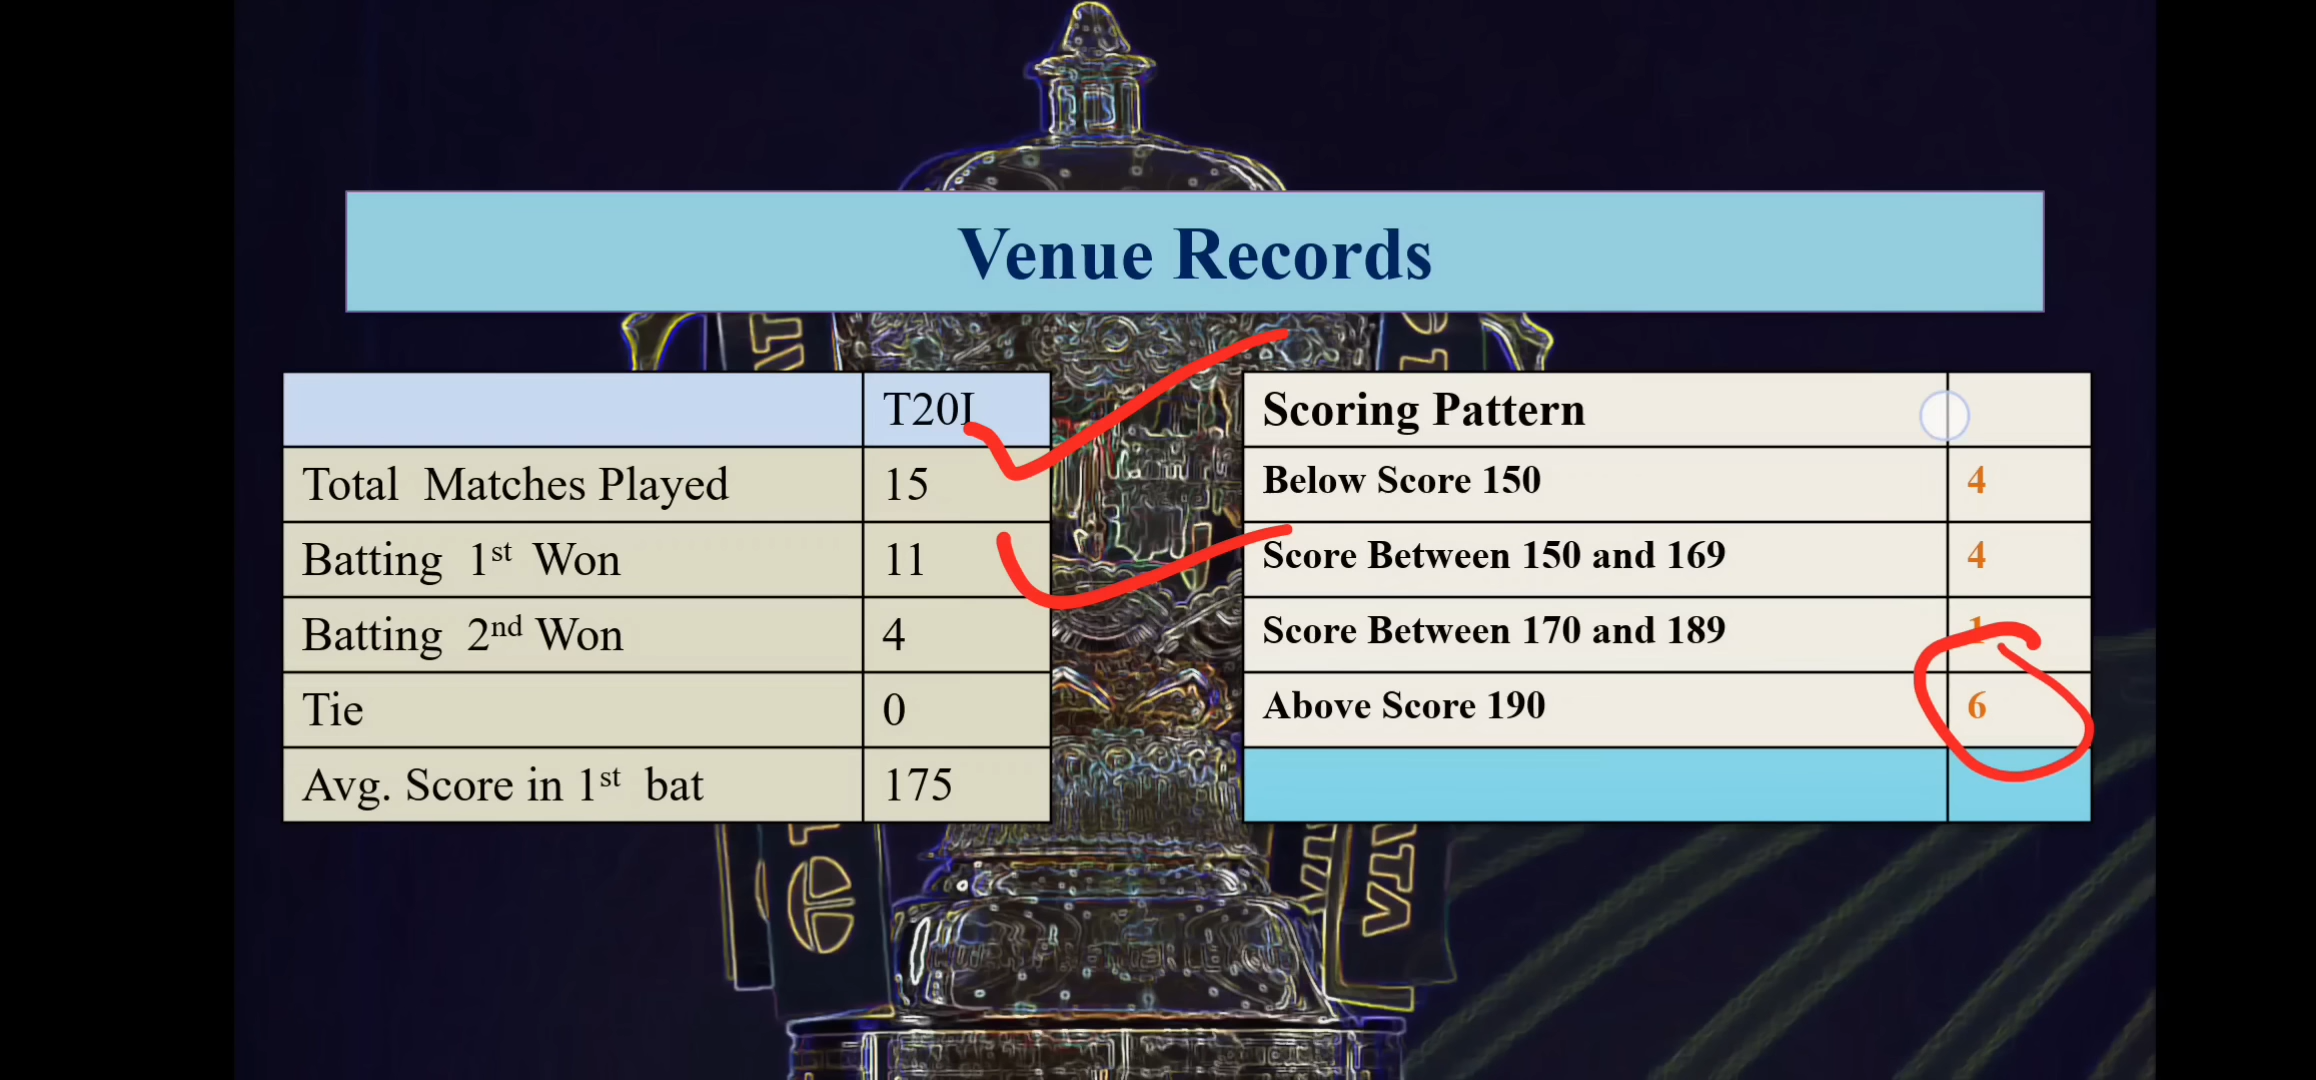 Venue Records
T20I
Total Matches Played 15
Batting 1st Won 11
Batting 2nd Won 4
Tie 0
Avg. Score in 1st bat 175
Scoring Pattern
Below Score 150 4
Score Between 150 and 169 4
Score Between 170 and 189 1
Above Score 190 6
TATA